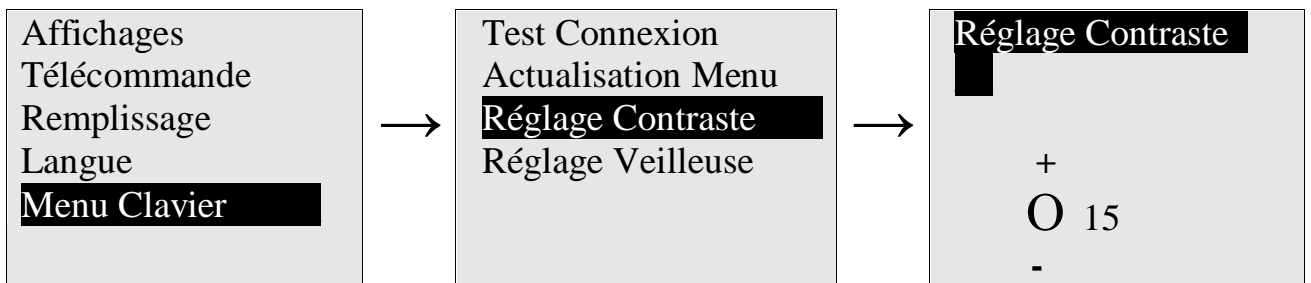 Affichages
Télécommande
Remplissage
Langue
Menu Clavier
→
Test Connexion
Actualisation Menu
Réglage Contraste
Réglage Veilleuse
→
Réglage Contraste
+
O 15
-